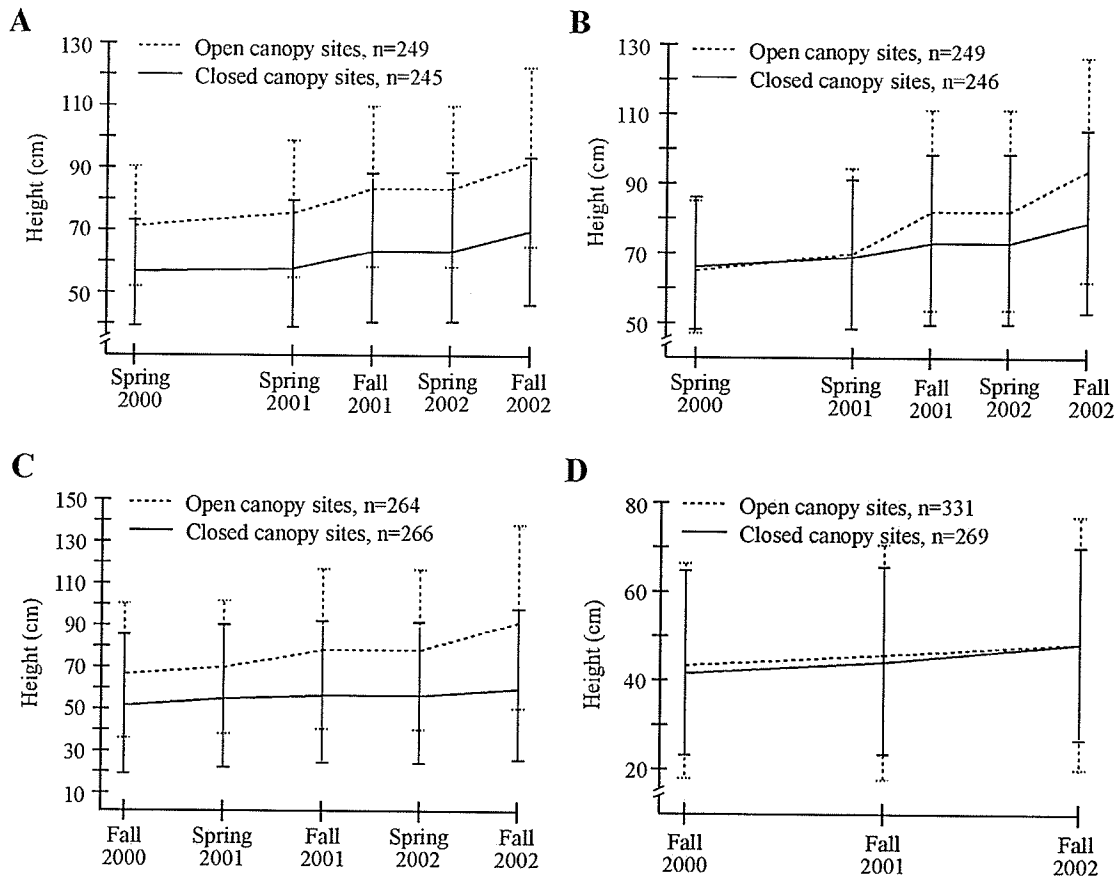 A
130
110
90
70
50
Height (cm)
Open canopy sites, n=249
Closed canopy sites, n=245
Spring 2000
Spring 2001
Fall 2001
Spring 2002
Fall 2002
B
130
110
90
70
50
Height (cm)
Open canopy sites, n=249
Closed canopy sites, n=246
Spring 2000
Spring 2001
Fall 2001
Spring 2002
Fall 2002
C
150
130
110
90
70
50
30
10
Height (cm)
Open canopy sites, n=264
Closed canopy sites, n=266
Fall 2000
Spring 2001
Fall 2001
Spring 2002
Fall 2002
D
80
60
40
20
Height (cm)
Open canopy sites, n=331
Closed canopy sites, n=269
Fall 2000
Fall 2001
Fall 2002